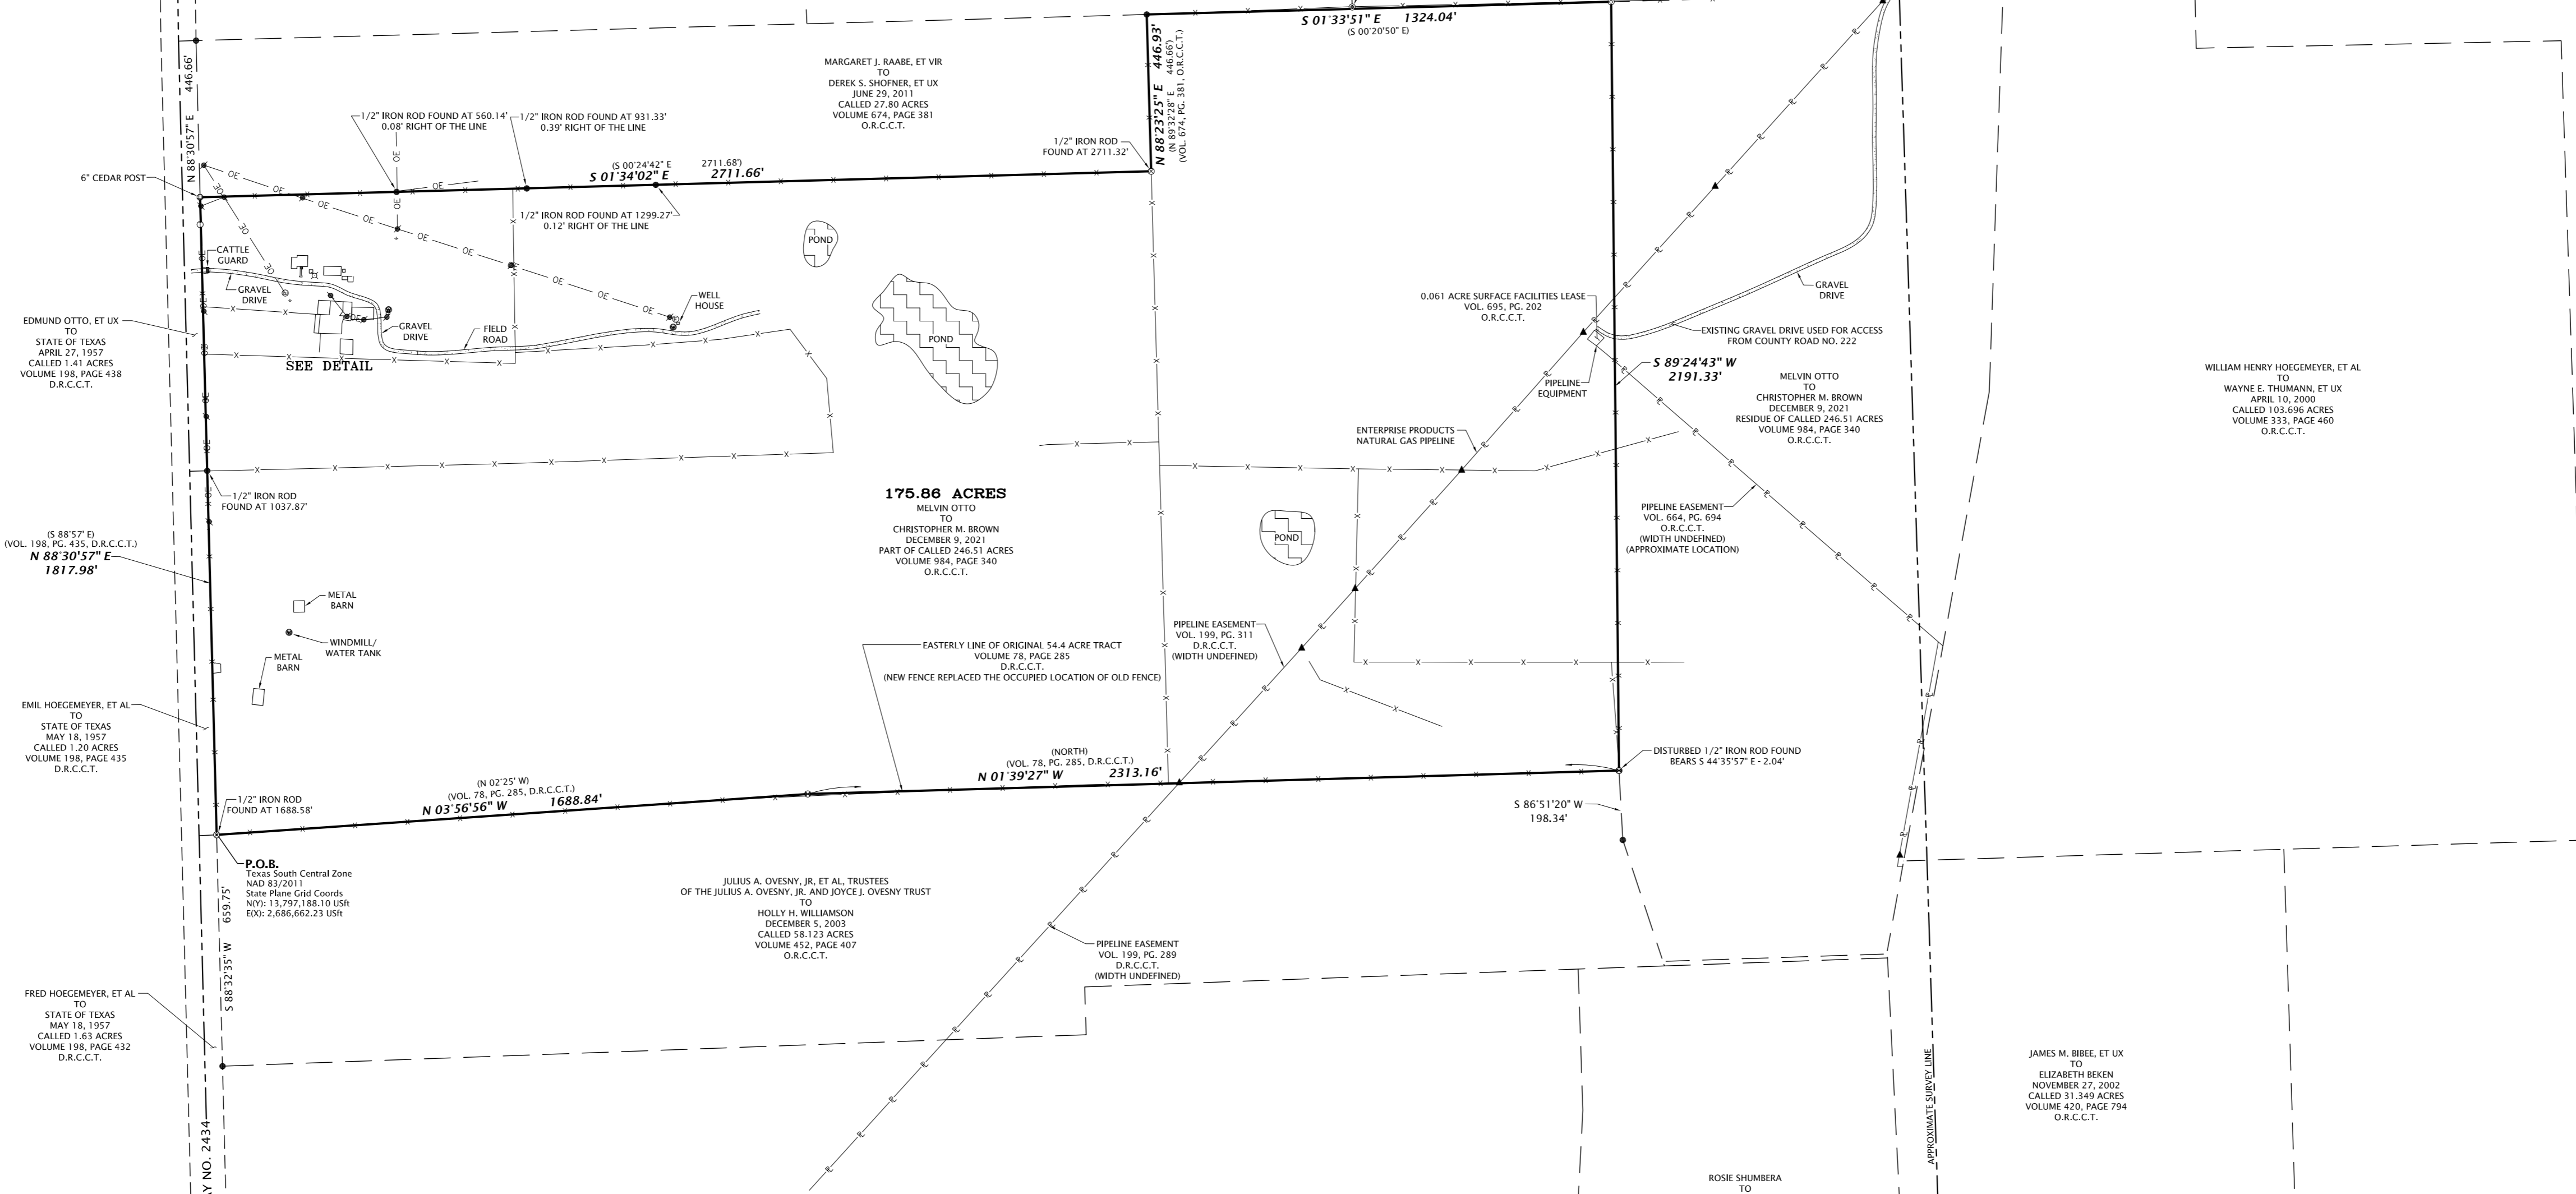 S 01°33'51" E 1324.04'
(S 00°20'50" E)
N 88°30'57" E 446.66'
MARGARET J. RAABE, ET VIR
TO
DEREK S. SHOFNER, ET UX
JUNE 29, 2011
CALLED 27.80 ACRES
VOLUME 674, PAGE 381
O.R.C.C.T.
N 88°23'25" E 446.93'
(N 89°32'28" E 446.66')
(VOL. 674, PG. 381, O.R.C.C.T.)
1/2" IRON ROD FOUND AT 560.14'
0.08' RIGHT OF THE LINE
1/2" IRON ROD FOUND AT 931.33'
0.39' RIGHT OF THE LINE
1/2" IRON ROD
FOUND AT 2711.32'
6" CEDAR POST
(S 00°24'42" E 2711.68')
S 01°34'02" E 2711.66'
1/2" IRON ROD FOUND AT 1299.27'
0.12' RIGHT OF THE LINE
CATTLE
GUARD
GRAVEL
DRIVE
GRAVEL
DRIVE
FIELD
ROAD
WELL
HOUSE
POND
POND
SEE DETAIL
EDMUND OTTO, ET UX
TO
STATE OF TEXAS
APRIL 27, 1957
CALLED 1.41 ACRES
VOLUME 198, PAGE 438
D.R.C.C.T.
0.061 ACRE SURFACE FACILITIES LEASE
VOL. 695, PG. 202
O.R.C.C.T.
GRAVEL
DRIVE
EXISTING GRAVEL DRIVE USED FOR ACCESS
FROM COUNTY ROAD NO. 222
S 89°24'43" W
2191.33'
PIPELINE
EQUIPMENT
MELVIN OTTO
TO
CHRISTOPHER M. BROWN
DECEMBER 9, 2021
RESIDUE OF CALLED 246.51 ACRES
VOLUME 984, PAGE 340
O.R.C.C.T.
WILLIAM HENRY HOEGEMEYER, ET AL
TO
WAYNE E. THUMANN, ET UX
APRIL 10, 2000
CALLED 103.696 ACRES
VOLUME 333, PAGE 460
O.R.C.C.T.
ENTERPRISE PRODUCTS
NATURAL GAS PIPELINE
1/2" IRON ROD
FOUND AT 1037.87'
175.86 ACRES
MELVIN OTTO
TO
CHRISTOPHER M. BROWN
DECEMBER 9, 2021
PART OF CALLED 246.51 ACRES
VOLUME 984, PAGE 340
O.R.C.C.T.
POND
PIPELINE EASEMENT
VOL. 664, PG. 694
O.R.C.C.T.
(WIDTH UNDEFINED)
(APPROXIMATE LOCATION)
(S 88°57' E)
(VOL. 198, PG. 435, D.R.C.C.T.)
N 88°30'57" E
1817.98'
METAL
BARN
WINDMILL/
WATER TANK
METAL
BARN
EASTERLY LINE OF ORIGINAL 54.4 ACRE TRACT
VOLUME 78, PAGE 285
D.R.C.C.T.
(NEW FENCE REPLACED THE OCCUPIED LOCATION OF OLD FENCE)
PIPELINE EASEMENT
VOL. 199, PG. 311
D.R.C.C.T.
(WIDTH UNDEFINED)
EMIL HOEGEMEYER, ET AL
TO
STATE OF TEXAS
MAY 18, 1957
CALLED 1.20 ACRES
VOLUME 198, PAGE 435
D.R.C.C.T.
(NORTH)
(VOL. 78, PG. 285, D.R.C.C.T.)
N 01°39'27" W 2313.16'
DISTURBED 1/2" IRON ROD FOUND
BEARS S 44°35'57" E - 2.04'
(N 02°25' W)
(VOL. 78, PG. 285, D.R.C.C.T.)
N 03°56'56" W 1688.84'
1/2" IRON ROD
FOUND AT 1688.58'
S 86°51'20" W
198.34'
P.O.B.
Texas South Central Zone
NAD 83/2011
State Plane Grid Coords
N(Y): 13,797,188.10 USft
E(X): 2,686,662.23 USft
S 88°32'35" W 659.75'
JULIUS A. OVESNY, JR, ET AL, TRUSTEES
OF THE JULIUS A. OVESNY, JR. AND JOYCE J. OVESNY TRUST
TO
HOLLY H. WILLIAMSON
DECEMBER 5, 2003
CALLED 58.123 ACRES
VOLUME 452, PAGE 407
O.R.C.C.T.
PIPELINE EASEMENT
VOL. 199, PG. 289
D.R.C.C.T.
(WIDTH UNDEFINED)
FRED HOEGEMEYER, ET AL
TO
STATE OF TEXAS
MAY 18, 1957
CALLED 1.63 ACRES
VOLUME 198, PAGE 432
D.R.C.C.T.
AY NO. 2434
APPROXIMATE SURVEY LINE
JAMES M. BIBEE, ET UX
TO
ELIZABETH BEKEN
NOVEMBER 27, 2002
CALLED 31.349 ACRES
VOLUME 420, PAGE 794
O.R.C.C.T.
ROSIE SHUMBERA
TO